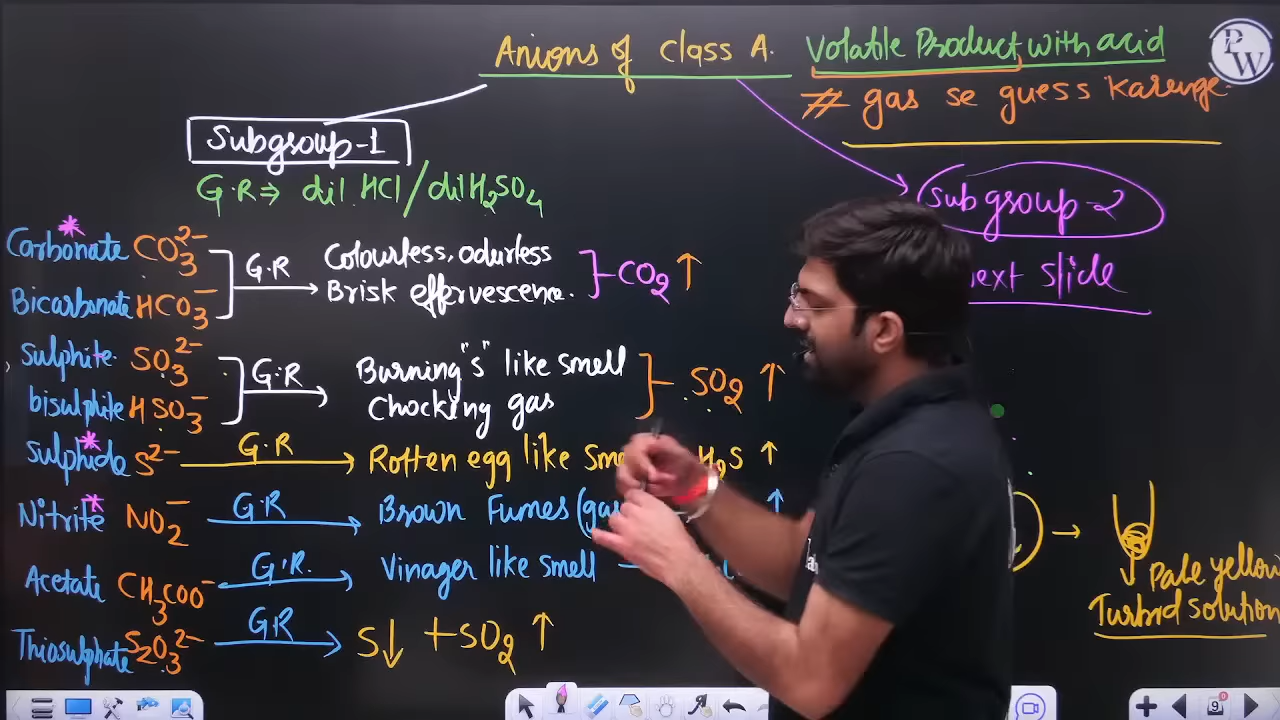 Anions of Class A. Volatile Product with acid
# gas se guess karenge.
Subgroup-1
G.R ⇒ dil. HCl/dil H2SO4
Subgroup-2
next slide
Carbonate CO3^2-
Bicarbonate HCO3^-
G.R
Colourless, odurless
Brisk effervescence.
CO2 ↑
Sulphite SO3^2-
bisulphite HSO3^-
G.R
Burning "s" like smell
Chocking gas
SO2 ↑
sulphide S^2- G.R Rotten egg like H2S ↑
Nitrite NO2^- G.R Brown Fumes ↑
Acetate CH3COO^- G.R. Vinager like smell
Thiosulphate S2O3^2- G.R S↓ + SO2 ↑
Pale yellow
Turbid solution
PW
9